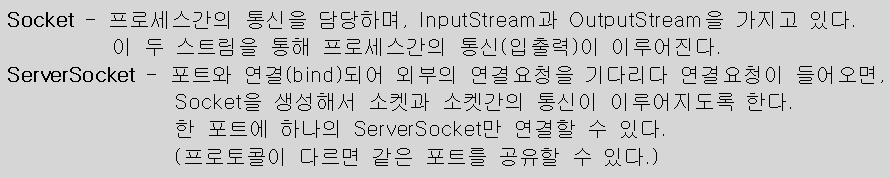 Socket - 프로세스간의 통신을 담당하며, InputStream과 OutputStream을 가지고 있다.
이 두 스트림을 통해 프로세스간의 통신(입출력)이 이루어진다.
ServerSocket - 포트와 연결(bind)되어 외부의 연결요청을 기다리다 연결요청이 들어오면,
Socket을 생성해서 소켓과 소켓간의 통신이 이루어지도록 한다.
한 포트에 하나의 ServerSocket만 연결할 수 있다.
(프로토콜이 다르면 같은 포트를 공유할 수 있다.)